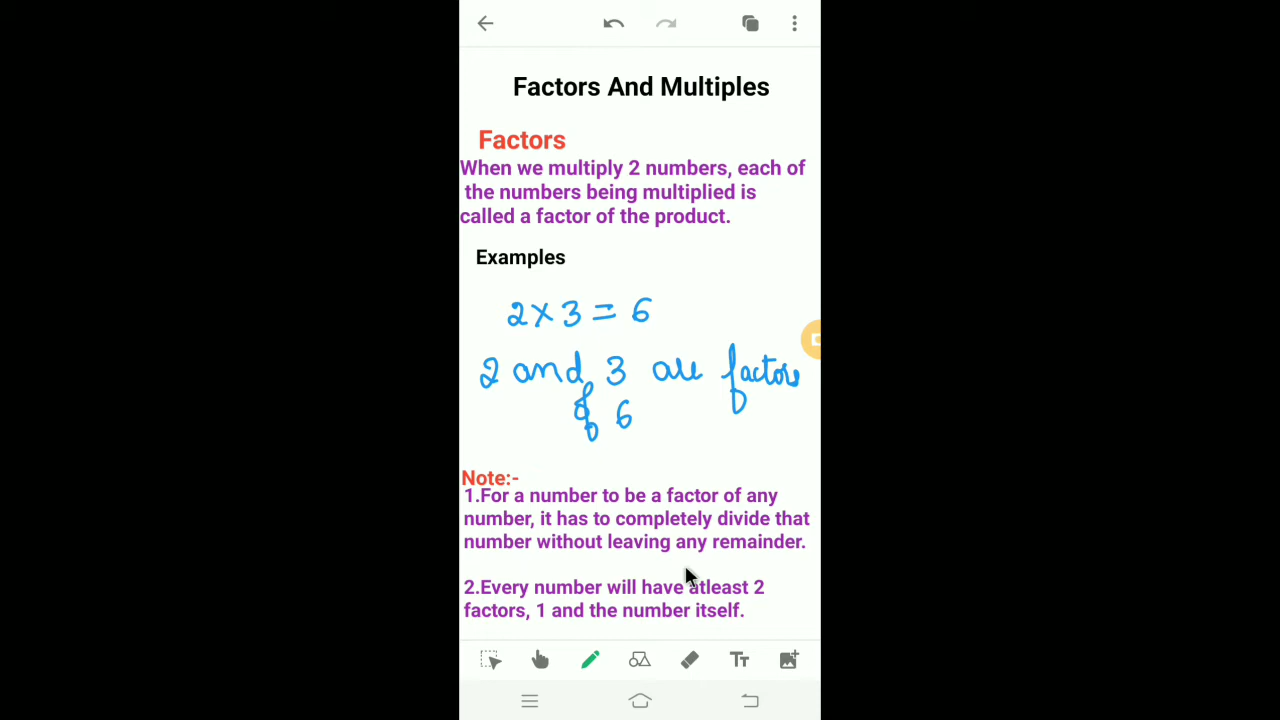 Factors And Multiples
Factors
When we multiply 2 numbers, each of
the numbers being multiplied is
called a factor of the product.
Examples
2 × 3 = 6
2 and 3 are factors
of 6
Note:-
1.For a number to be a factor of any
number, it has to completely divide that
number without leaving any remainder.
2.Every number will have atleast 2
factors, 1 and the number itself.
Tт